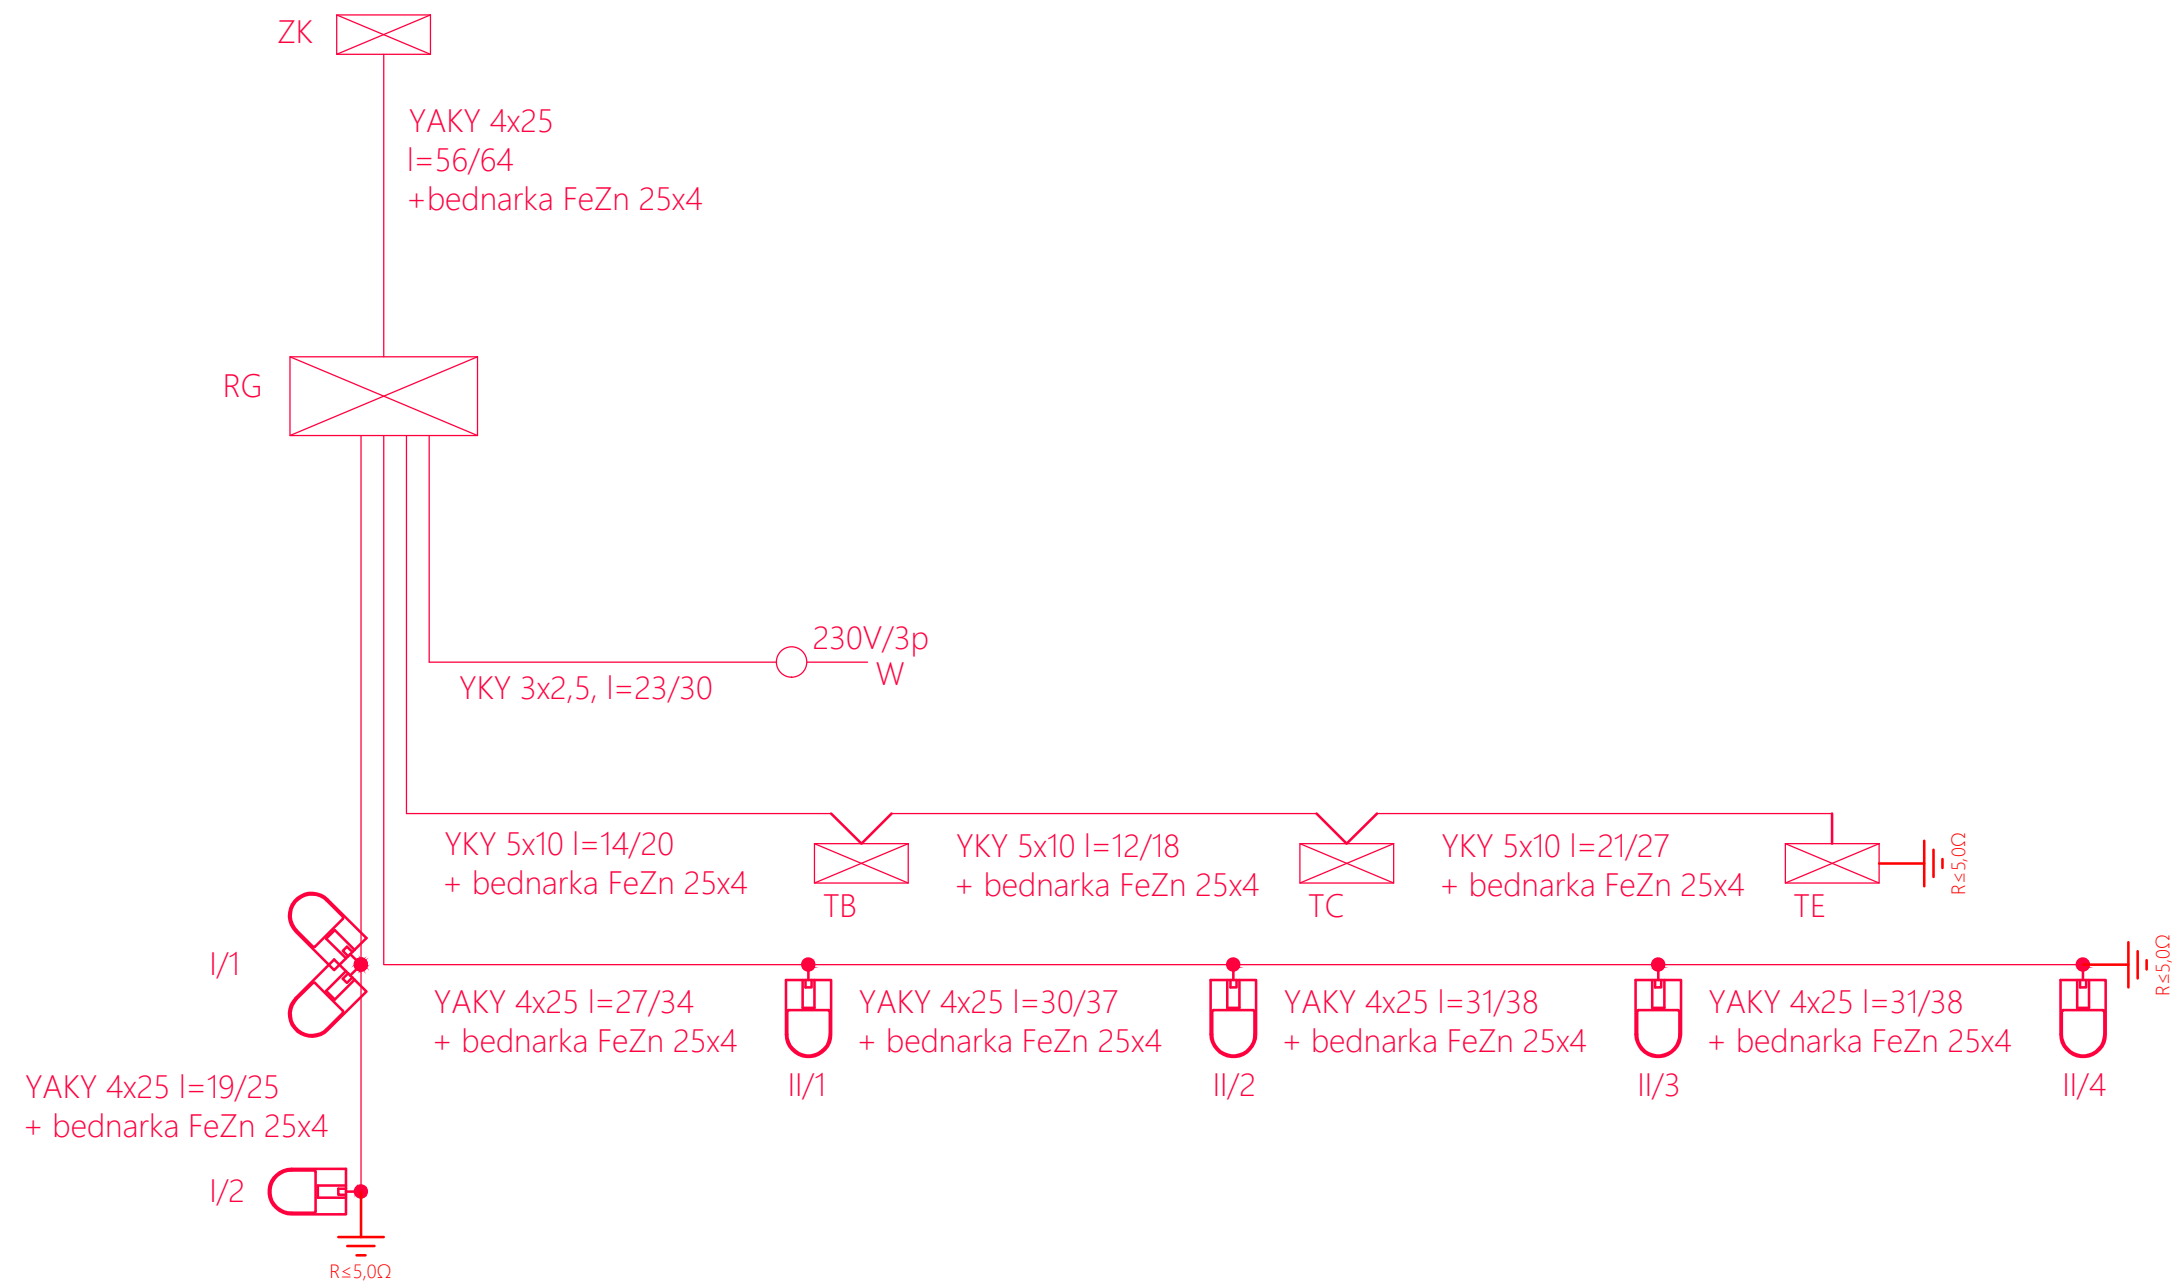 ZK
YAKY 4x25
l=56/64
+bednarka FeZn 25x4
RG
230V/3p
W
YKY 3x2,5, l=23/30
YKY 5x10 l=14/20
+ bednarka FeZn 25x4
TB
YKY 5x10 l=12/18
+ bednarka FeZn 25x4
TC
YKY 5x10 l=21/27
+ bednarka FeZn 25x4
TE
R≤5,0Ω
I/1
YAKY 4x25 l=27/34
+ bednarka FeZn 25x4
II/1
YAKY 4x25 l=30/37
+ bednarka FeZn 25x4
II/2
YAKY 4x25 l=31/38
+ bednarka FeZn 25x4
II/3
YAKY 4x25 l=31/38
+ bednarka FeZn 25x4
II/4
R≤5,0Ω
YAKY 4x25 l=19/25
+ bednarka FeZn 25x4
I/2
R≤5,0Ω